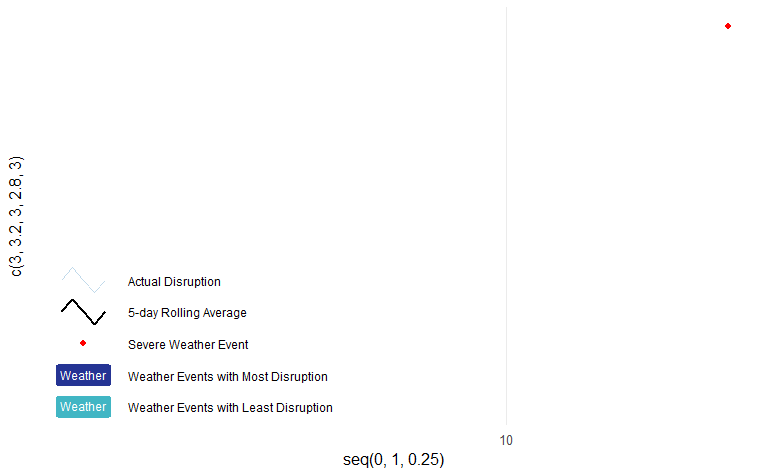 c(3, 3.2, 3, 2.8, 3)
Actual Disruption
5-day Rolling Average
Severe Weather Event
Weather Weather Events with Most Disruption
Weather Weather Events with Least Disruption
10
seq(0, 1, 0.25)